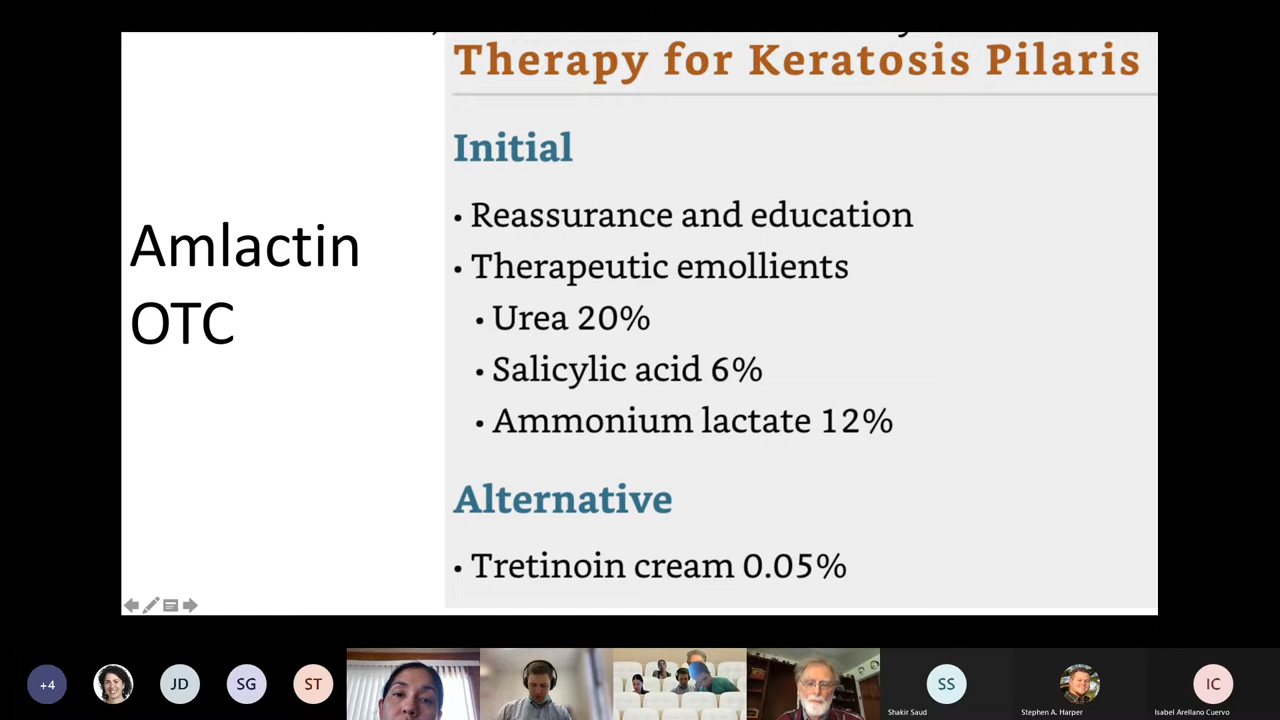 Therapy for Keratosis Pilaris
Initial
• Reassurance and education
• Therapeutic emollients
• Urea 20%
• Salicylic acid 6%
• Ammonium lactate 12%
Alternative
• Tretinoin cream 0.05%
Amlactin
OTC
+4
JD
SG
ST
SS
Shakir Saud
Stephen A. Harper
IC
Isabel Arellano Cuervo